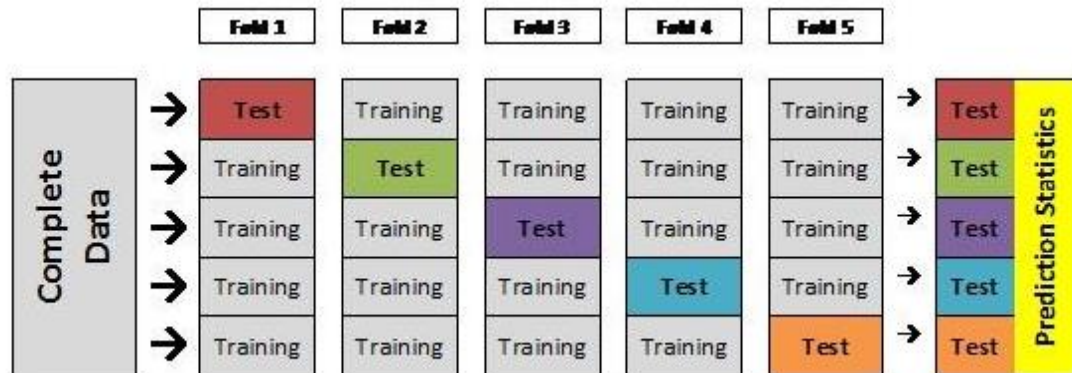 Fold 1 Fold 2 Fold 3 Fold 4 Fold 5
Complete Data
Test Training Training Training Training Test
Training Test Training Training Training Test
Training Training Test Training Training Test
Training Training Training Test Training Test
Training Training Training Training Test Test
Prediction Statistics